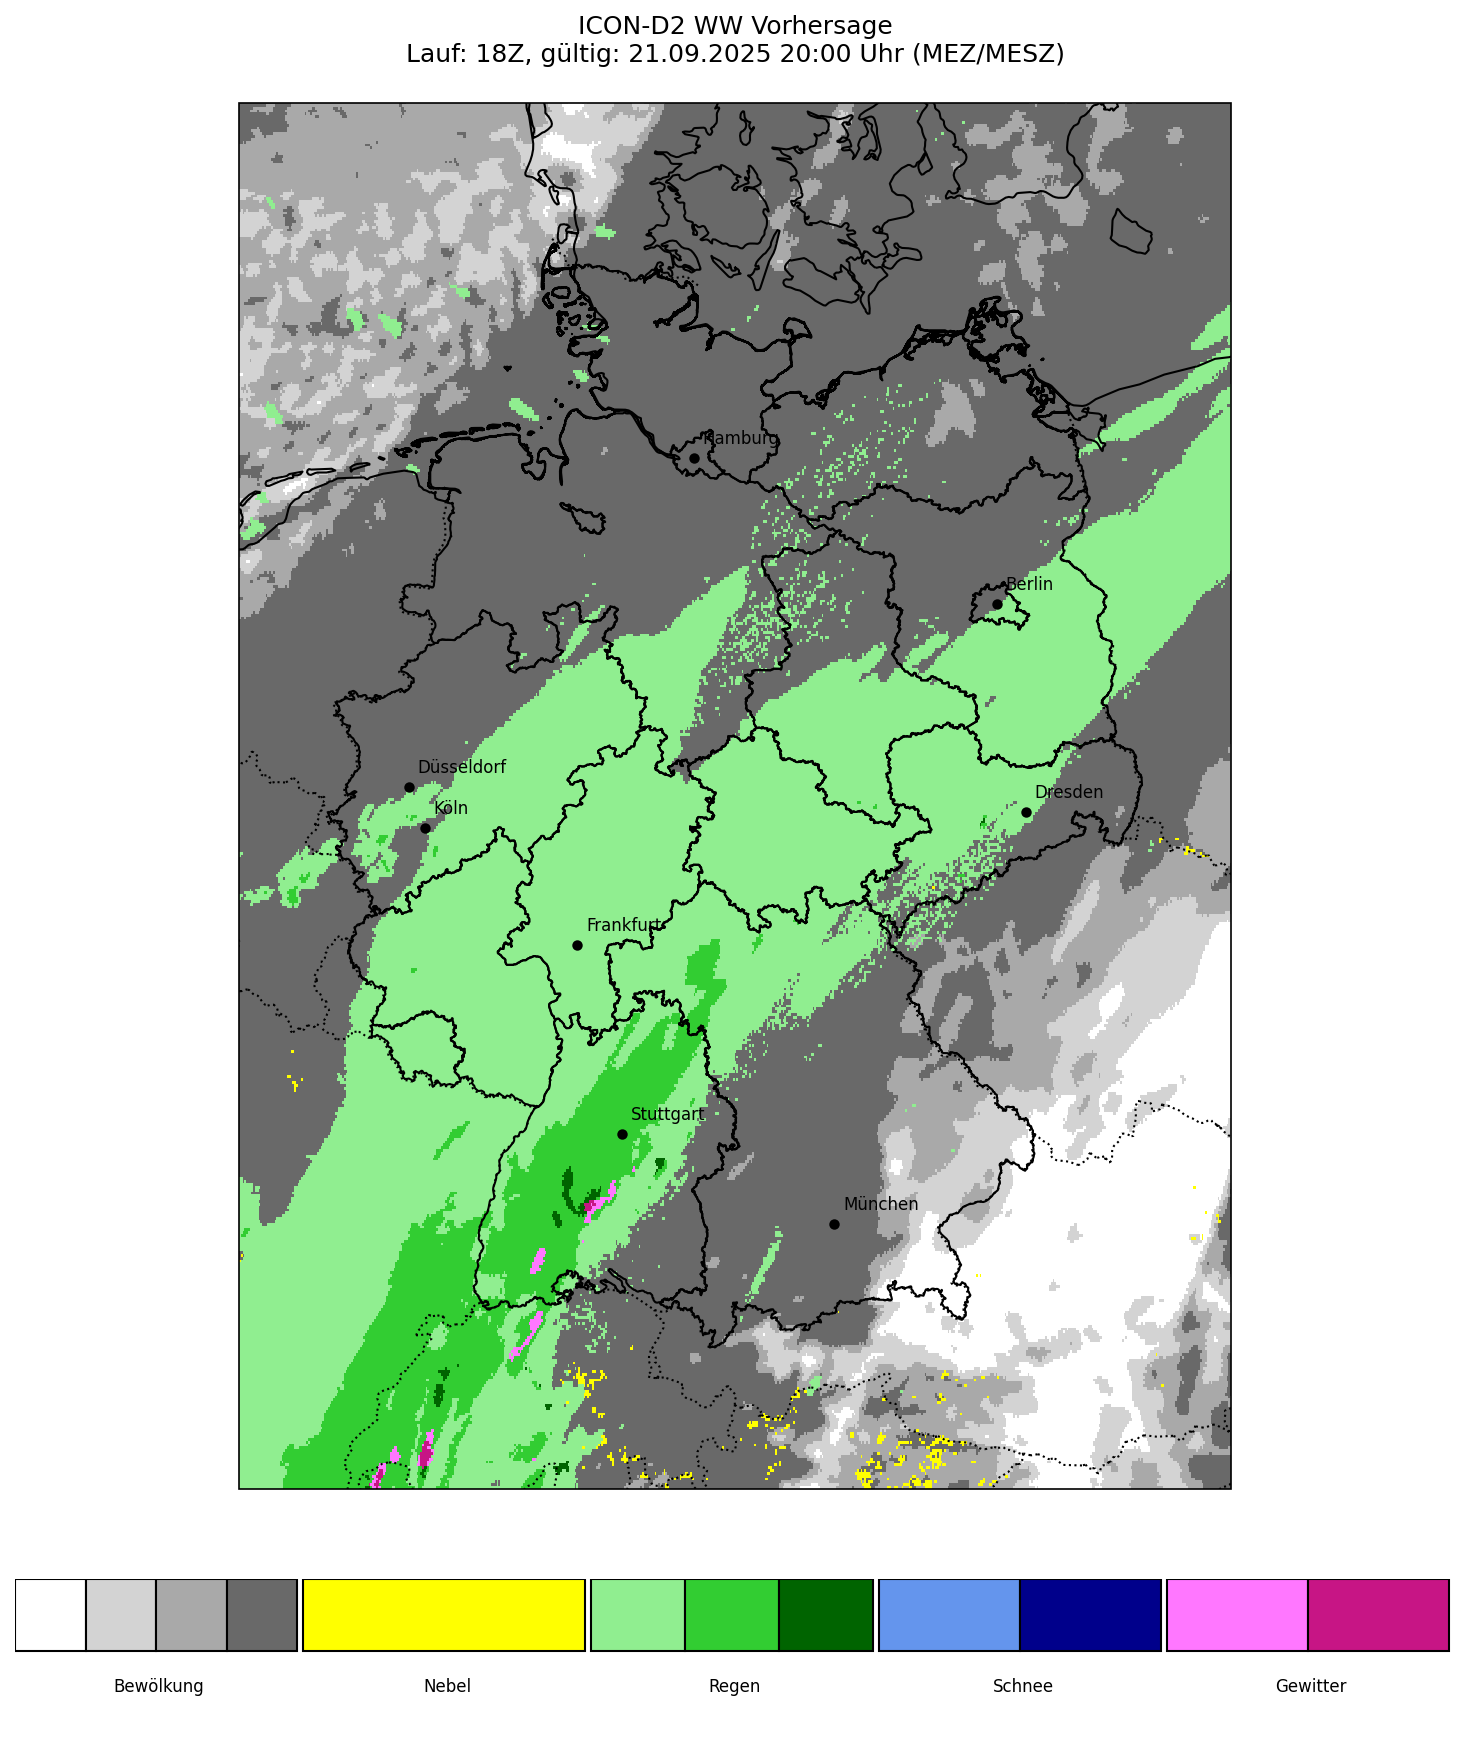 ICON-D2 WW Vorhersage
Lauf: 18Z, gültig: 21.09.2025 20:00 Uhr (MEZ/MESZ)
Hamburg
Berlin
Düsseldorf
Köln
Dresden
Frankfurt
Stuttgart
München
Bewölkung
Nebel
Regen
Schnee
Gewitter